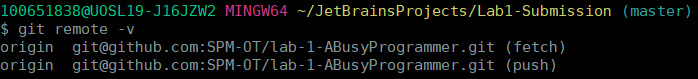 100651838@UOSL19-J16JZW2 MINGW64 ~/JetBrainsProjects/Lab1-Submission (master)
$ git remote -v
origin  git@github.com:SPM-OT/lab-1-ABusyProgrammer.git (fetch)
origin  git@github.com:SPM-OT/lab-1-ABusyProgrammer.git (push)